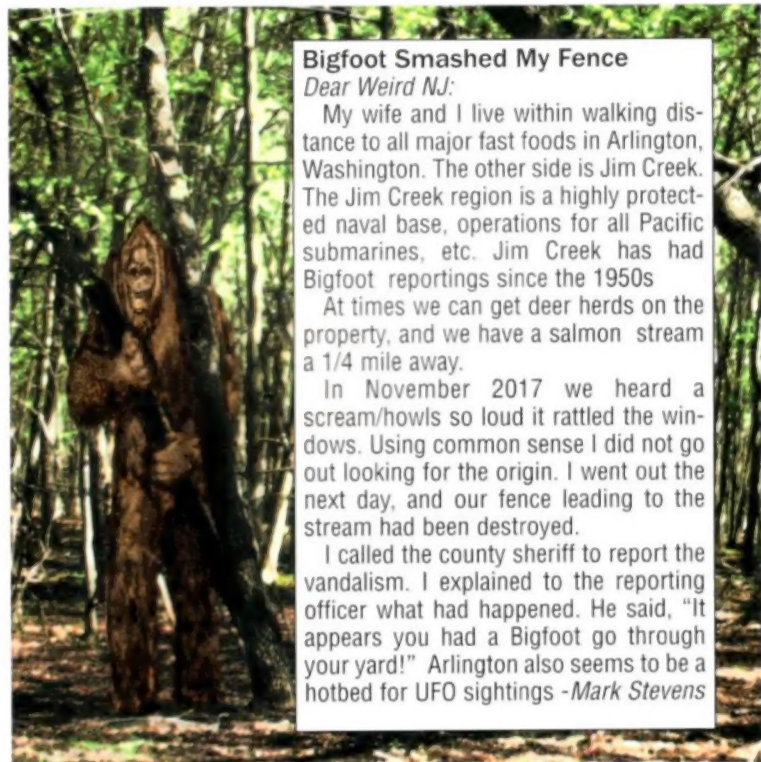 Bigfoot Smashed My Fence
Dear Weird NJ:
My wife and I live within walking dis-
tance to all major fast foods in Arlington,
Washington. The other side is Jim Creek.
The Jim Creek region is a highly protect-
ed naval base, operations for all Pacific
submarines, etc. Jim Creek has had
Bigfoot reportings since the 1950s
At times we can get deer herds on the
property, and we have a salmon stream
a 1/4 mile away.
In November 2017 we heard a
scream/howls so loud it rattled the win-
dows. Using common sense I did not go
out looking for the origin. I went out the
next day, and our fence leading to the
stream had been destroyed.
I called the county sheriff to report the
vandalism. I explained to the reporting
officer what had happened. He said, “It
appears you had a Bigfoot go through
your yard!” Arlington also seems to be a
hotbed for UFO sightings -Mark Stevens